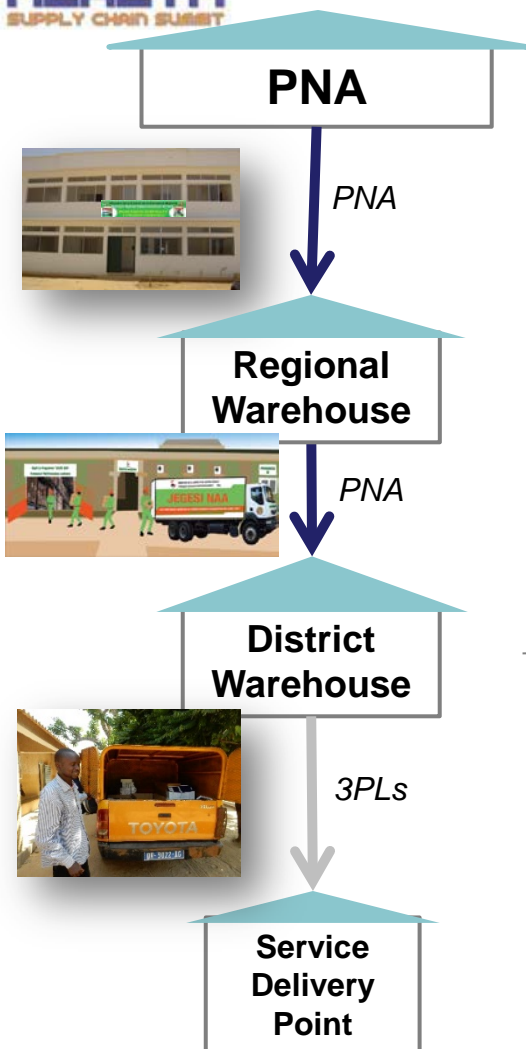 SUPPLY CHAIN SUMMIT
PNA
PNA
Regional
Warehouse
JEGESI NAA
PNA
District
Warehouse
TOYOTA
3PLs
Service
Delivery
Point